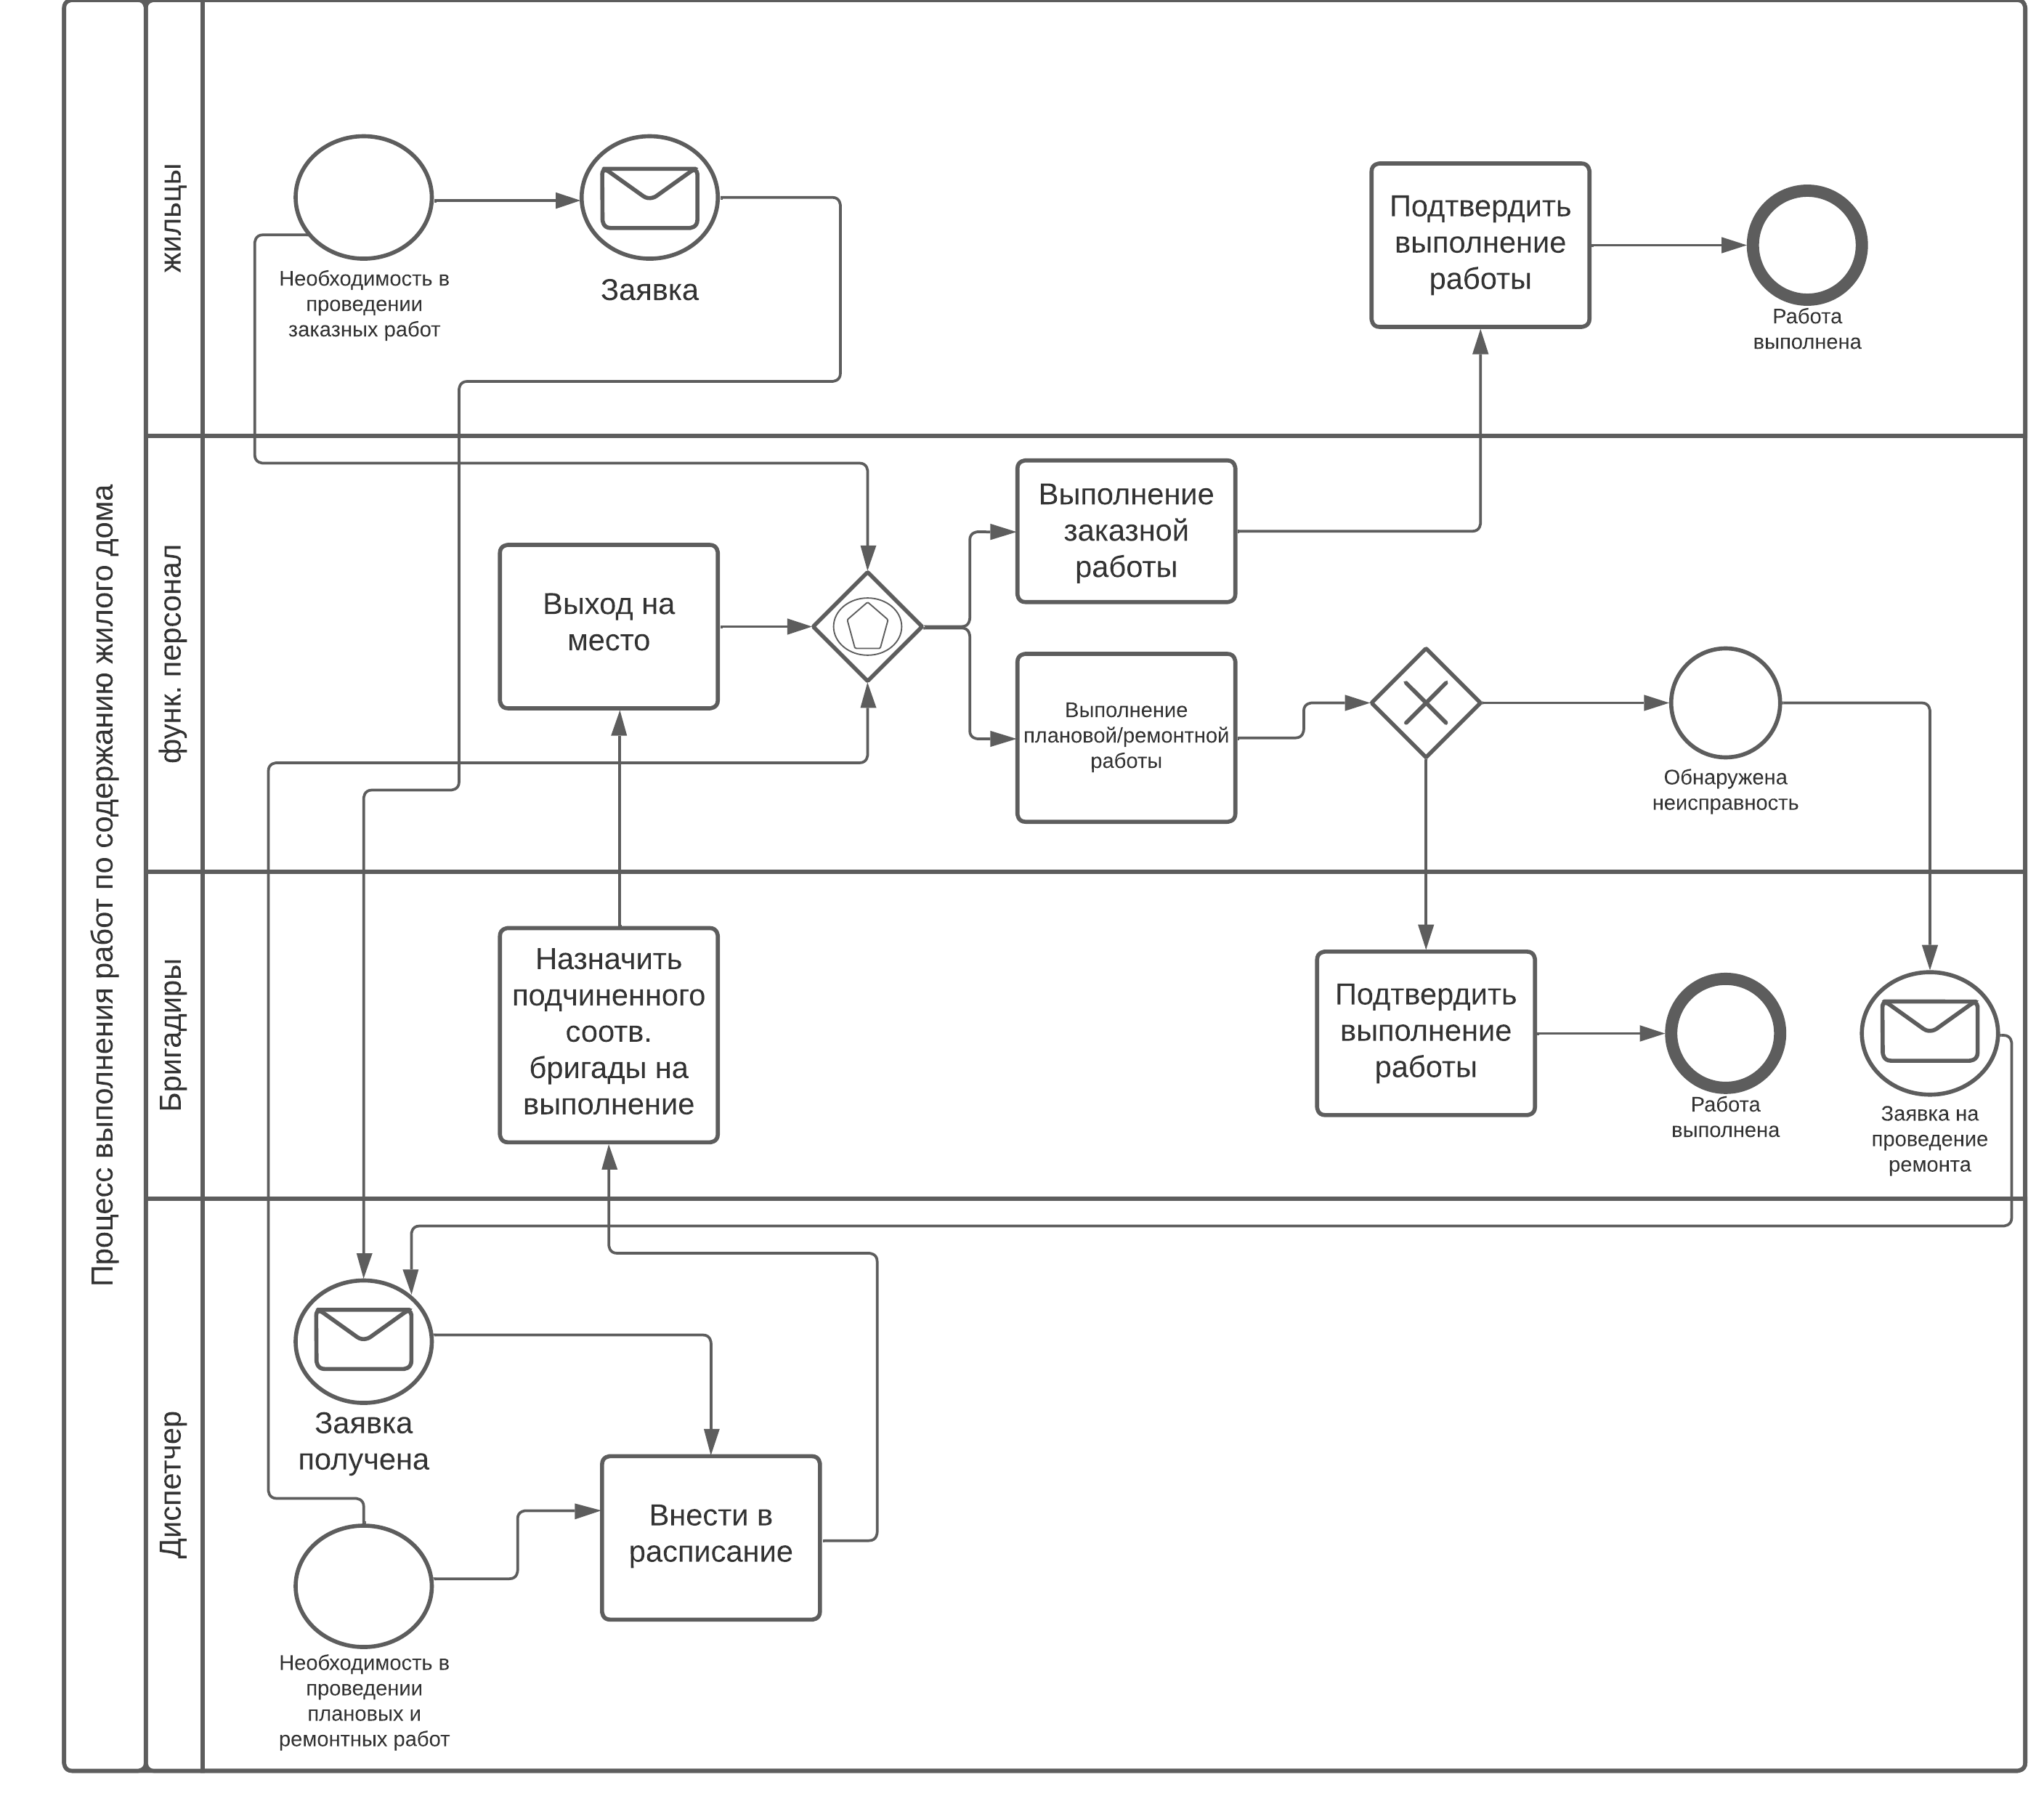 Процесс выполнения работ по содержанию жилого дома
жильцы
Необходимость в
проведении
заказных работ
Заявка
Подтвердить
выполнение
работы
Работа
выполнена
функ. персонал
Выход на
место
Выполнение
заказной
работы
Выполнение
плановой/ремонтной
работы
Обнаружена
неисправность
Бригадиры
Назначить
подчиненного
соотв.
бригады на
выполнение
Подтвердить
выполнение
работы
Работа
выполнена
Заявка на
проведение
ремонта
Диспетчер
Заявка
получена
Внести в
расписание
Необходимость в
проведении
плановых и
ремонтных работ